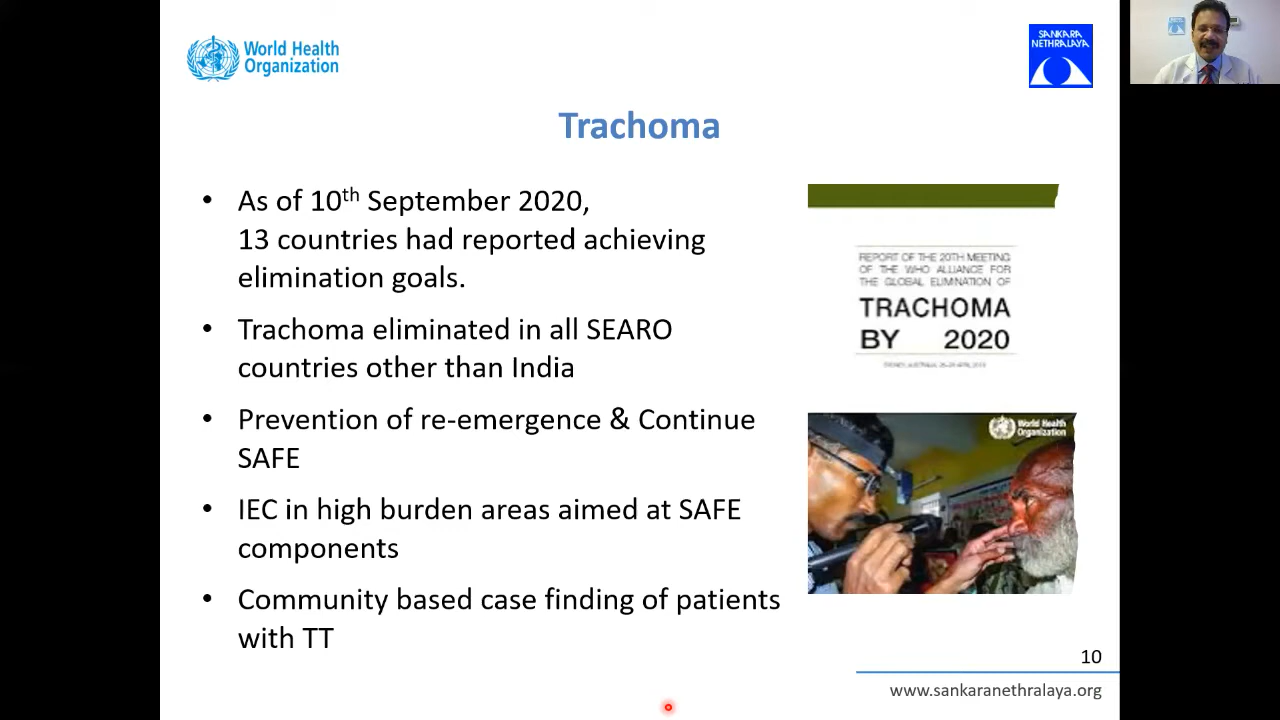 World Health
Organization
SANKARA
NETHRALAYA
Trachoma
• As of 10th September 2020,
13 countries had reported achieving
elimination goals.
• Trachoma eliminated in all SEARO
countries other than India
• Prevention of re-emergence & Continue
SAFE
• IEC in high burden areas aimed at SAFE
components
• Community based case finding of patients
with TT
REPORT OF THE 20TH MEETING
OF THE WHO ALLIANCE FOR
THE GLOBAL ELIMINATION OF
TRACHOMA
BY 2020
World Health
Organization
10
www.sankaranethralaya.org